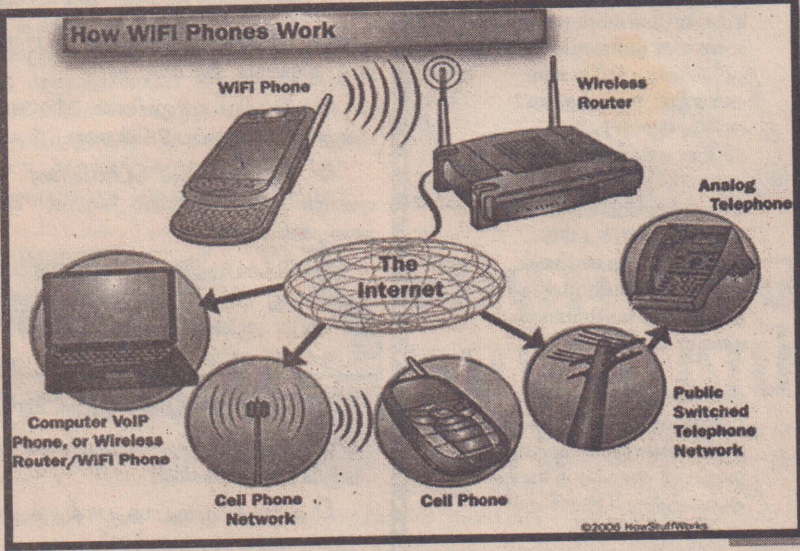 How WiFi Phones Work
WiFi Phone
Wireless
Router
Analog
Telephone
The
Internet
Computer VoIP
Phone, or Wireless
Router/WiFi Phone
Cell Phone
Network
Cell Phone
Public
Switched
Telephone
Network
©2006 HowStuffWorks